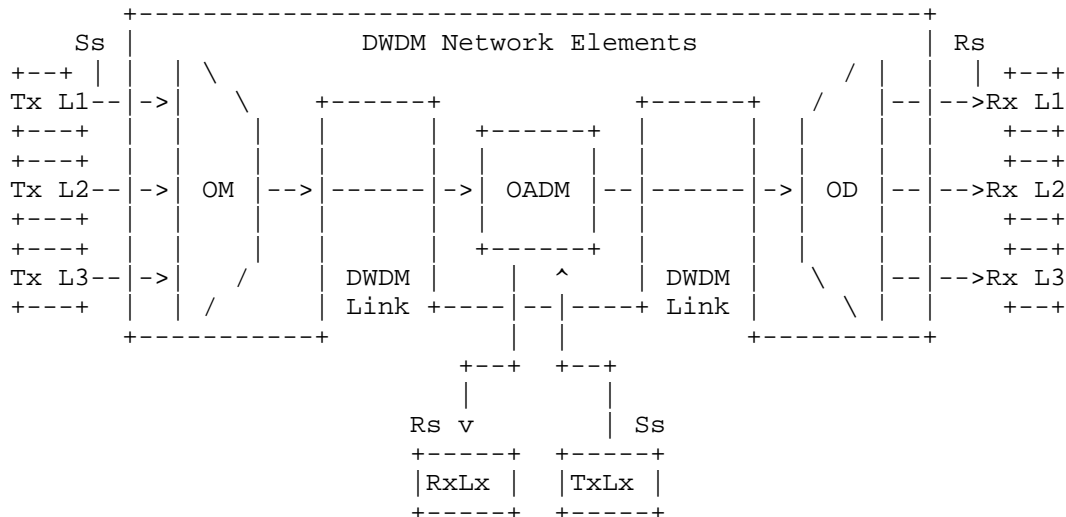 DWDM Network Elements
Ss Rs
Tx L1 Rx L1
Tx L2 OM OADM OD Rx L2
Tx L3 DWDM DWDM Rx L3
Link Link
Rs v Ss
RxLx TxLx